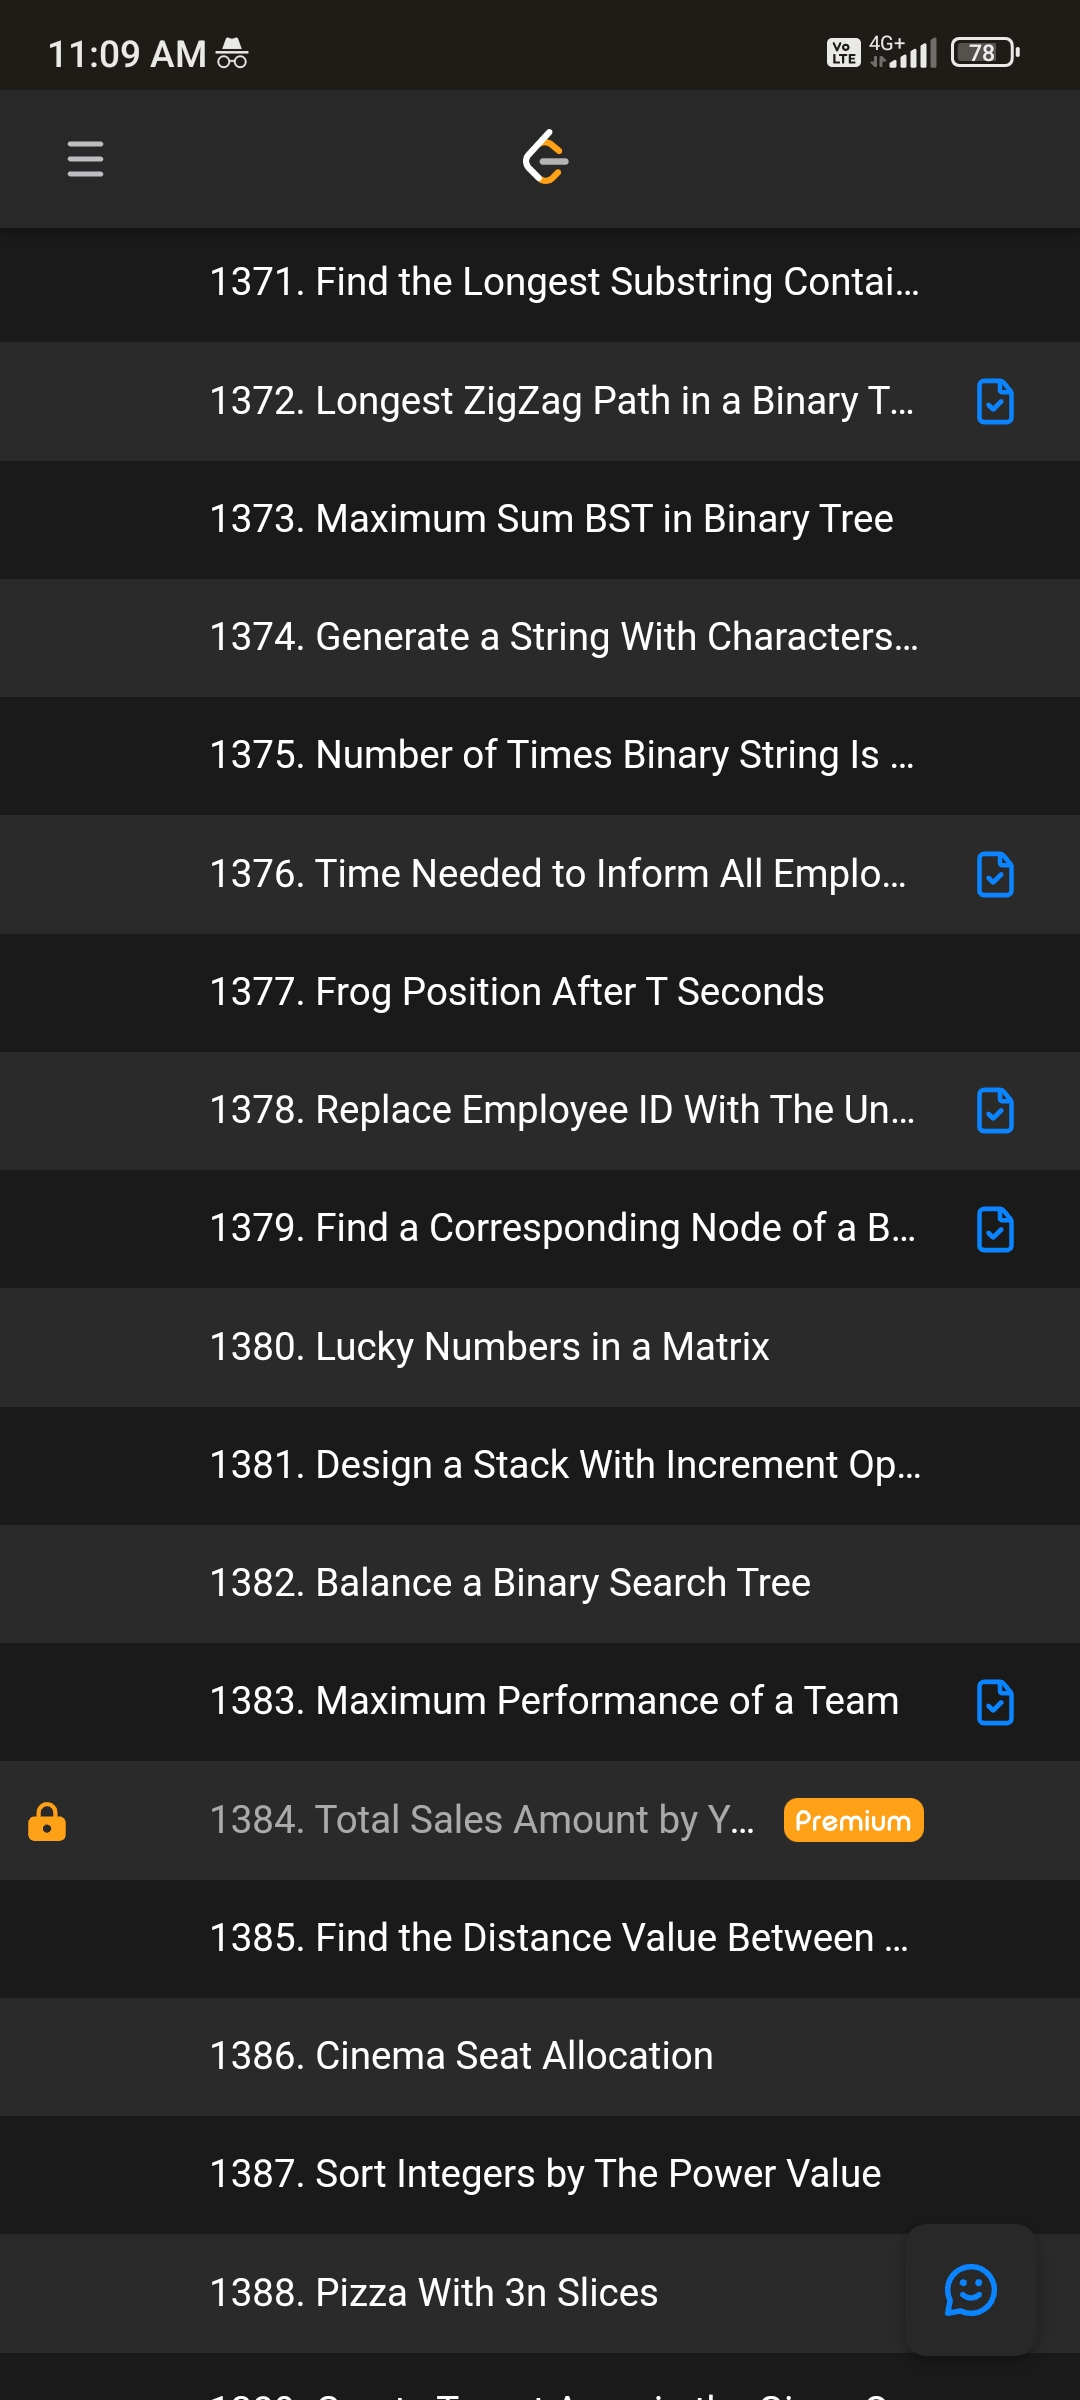 11:09 AM
Vo LTE 4G+ 78
1371. Find the Longest Substring Contai...
1372. Longest ZigZag Path in a Binary T...
1373. Maximum Sum BST in Binary Tree
1374. Generate a String With Characters...
1375. Number of Times Binary String Is ...
1376. Time Needed to Inform All Emplo...
1377. Frog Position After T Seconds
1378. Replace Employee ID With The Un...
1379. Find a Corresponding Node of a B...
1380. Lucky Numbers in a Matrix
1381. Design a Stack With Increment Op...
1382. Balance a Binary Search Tree
1383. Maximum Performance of a Team
1384. Total Sales Amount by Y... Premium
1385. Find the Distance Value Between ...
1386. Cinema Seat Allocation
1387. Sort Integers by The Power Value
1388. Pizza With 3n Slices